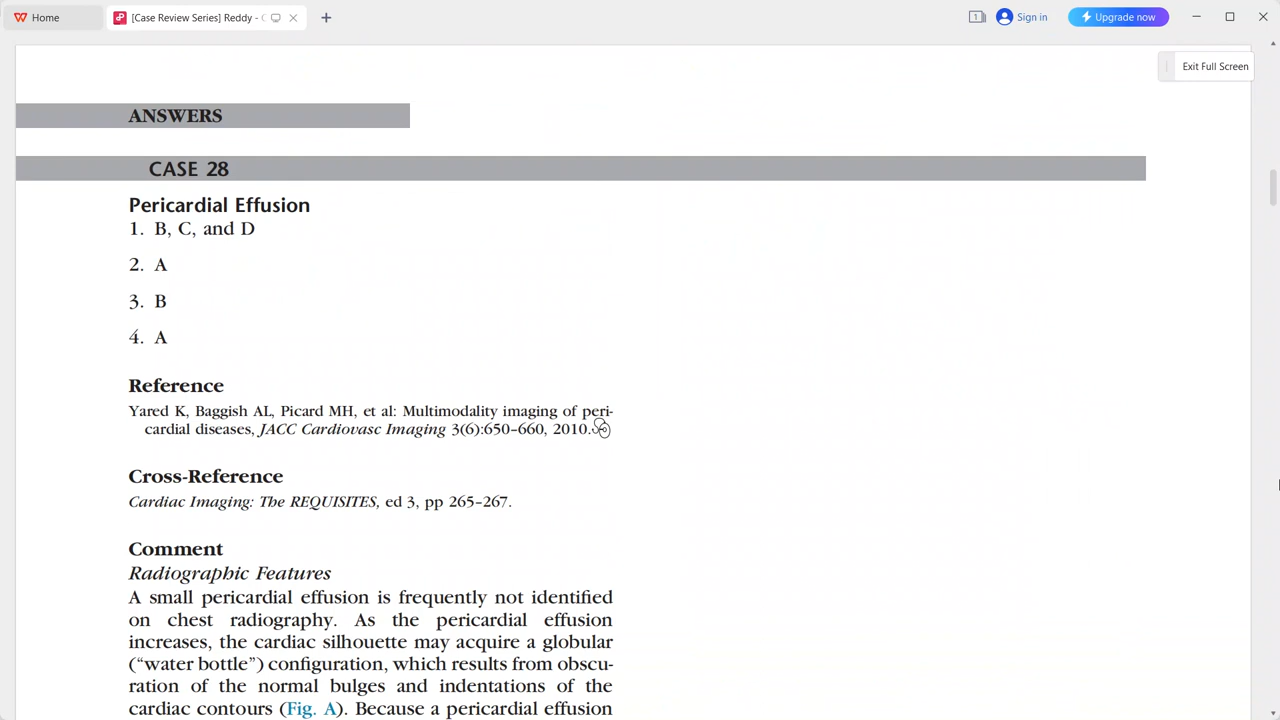 Home
[Case Review Series] Reddy - C
1
Sign in
Upgrade now
Exit Full Screen
ANSWERS
CASE 28
Pericardial Effusion
1. B, C, and D
2. A
3. B
4. A
Reference
Yared K, Baggish AL, Picard MH, et al: Multimodality imaging of peri-
cardial diseases, JACC Cardiovasc Imaging 3(6):650–660, 2010.
Cross-Reference
Cardiac Imaging: The REQUISITES, ed 3, pp 265–267.
Comment
Radiographic Features
A small pericardial effusion is frequently not identified
on chest radiography. As the pericardial effusion
increases, the cardiac silhouette may acquire a globular
(“water bottle”) configuration, which results from obscu-
ration of the normal bulges and indentations of the
cardiac contours (Fig. A). Because a pericardial effusion